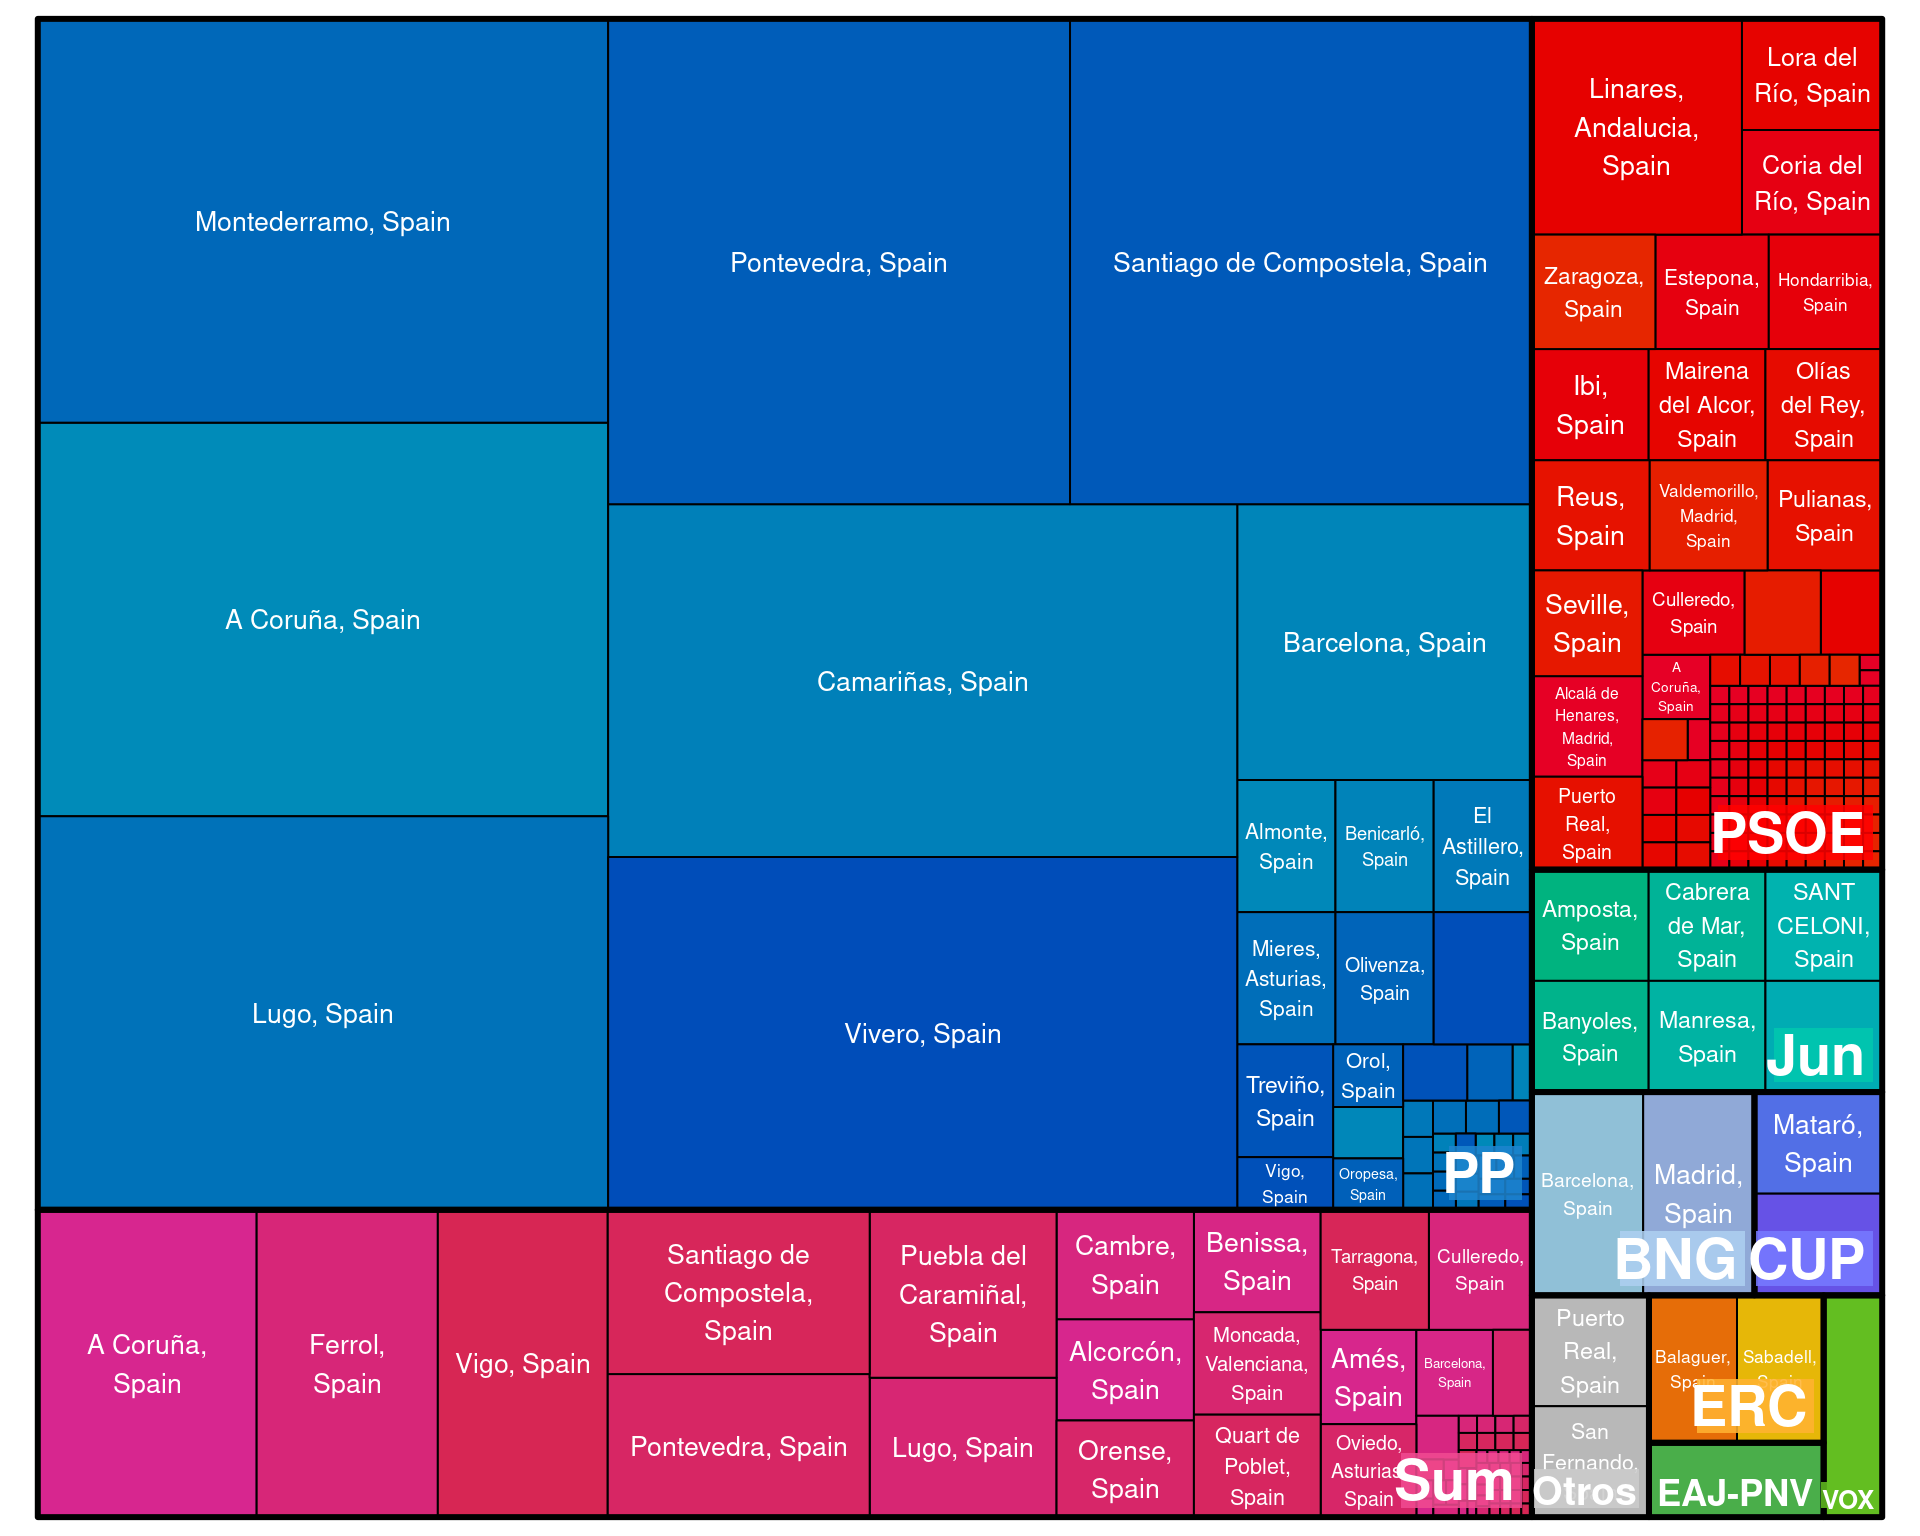 Montederramo, Spain
A Coruña, Spain
Lugo, Spain
Pontevedra, Spain
Santiago de Compostela, Spain
Camariñas, Spain
Vivero, Spain
Barcelona, Spain
Almonte,
Spain
Benicarló,
Spain
El
Astillero,
Spain
Mieres,
Asturias,
Spain
Olivenza,
Spain
Treviño,
Spain
Vigo,
Spain
Orol,
Spain
Oropesa,
Spain
PP
Linares,
Andalucia,
Spain
Lora del
Río, Spain
Coria del
Río, Spain
Zaragoza,
Spain
Estepona,
Spain
Hondarribia,
Spain
Ibi,
Spain
Mairena
del Alcor,
Spain
Olías
del Rey,
Spain
Reus,
Spain
Valdemorillo,
Madrid,
Spain
Pulianas,
Spain
Seville,
Spain
Culleredo,
Spain
A
Coruña,
Spain
Alcalá de
Henares,
Madrid,
Spain
Puerto
Real,
Spain
PSOE
Amposta,
Spain
Cabrera
de Mar,
Spain
SANT
CELONI,
Spain
Banyoles,
Spain
Manresa,
Spain
Jun
Barcelona,
Spain
Madrid,
Spain
BNG
Mataró,
Spain
CUP
A Coruña,
Spain
Ferrol,
Spain
Vigo, Spain
Santiago de
Compostela,
Spain
Pontevedra, Spain
Puebla del
Caramiñal,
Spain
Lugo, Spain
Cambre,
Spain
Alcorcón,
Spain
Orense,
Spain
Benissa,
Spain
Moncada,
Valenciana,
Spain
Quart de
Poblet,
Spain
Tarragona,
Spain
Culleredo,
Spain
Amés,
Spain
Barcelona,
Spain
Oviedo,
Asturias
Spain
Sum
Puerto
Real,
Spain
San
Fernando,
Otros
Balaguer,
Spain
Sabadell,
Spain
ERC
EAJ-PNV
VOX